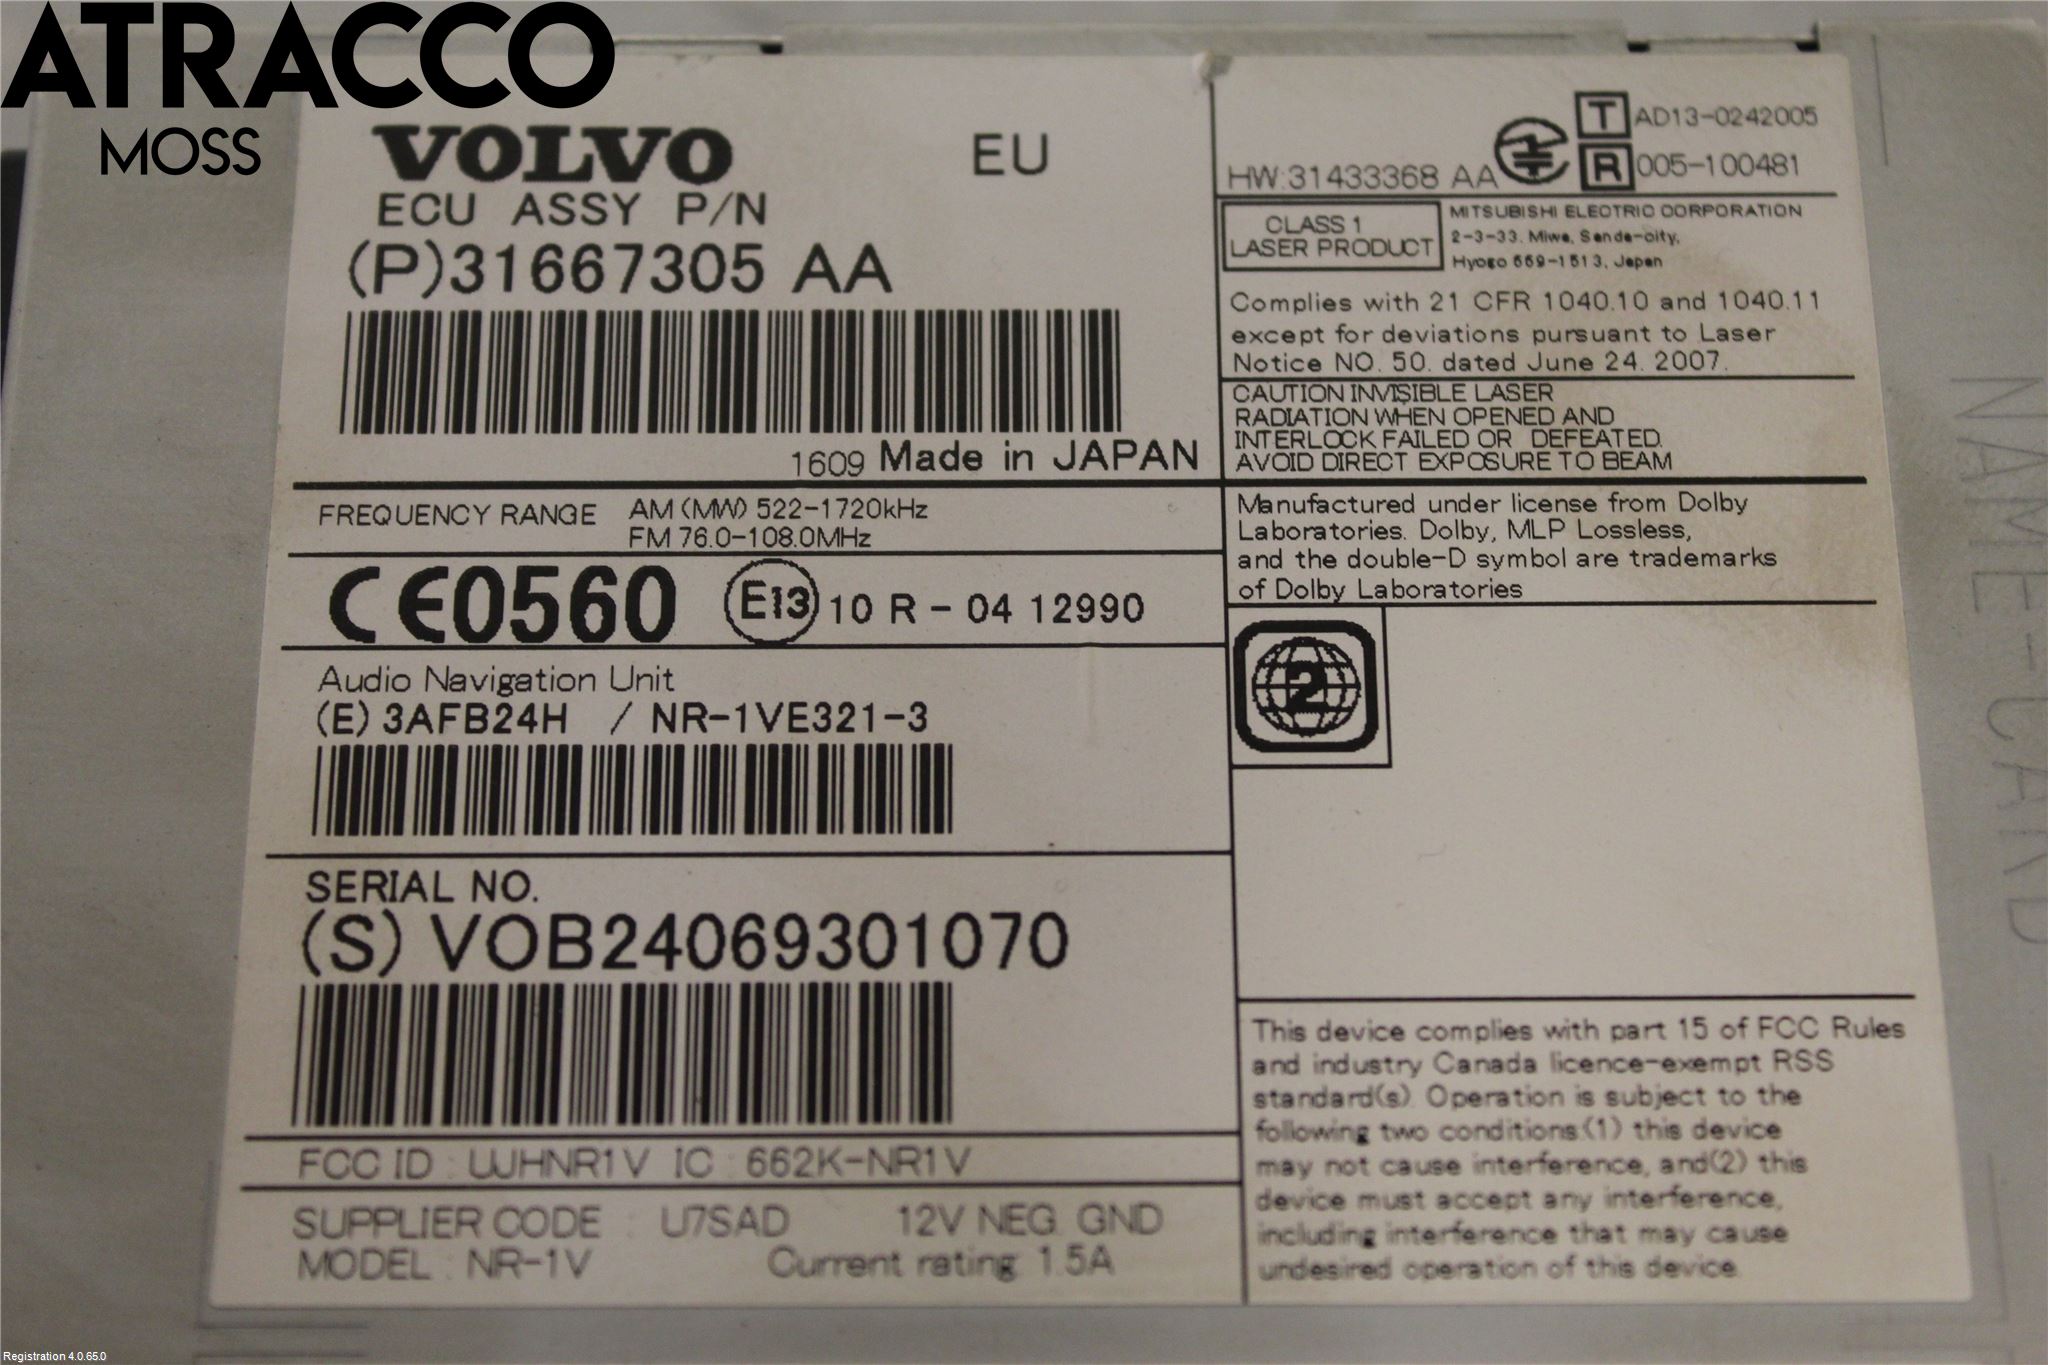 ATRACCO
MOSS
VOLVO
EU
ECU ASSY P/N
(P)31667305 AA
1609 Made in JAPAN
FREQUENCY RANGE AM (MW) 522-1720kHz
FM 76.0-108.0MHz
CE0560 E13 10 R - 04 12990
Audio Navigation Unit
(E) 3AFB24H / NR-1VE321-3
SERIAL NO.
(S) VOB24069301070
FCC ID : UJHNR1V IC : 662K-NR1V
SUPPLIER CODE : U7SAD 12V NEG. GND
MODEL : NR-1V Current rating 1.5A
T AD13-0242005
HW:31433368 AA R 005-100481
CLASS 1
LASER PRODUCT
MITSUBISHI ELECTRIC CORPORATION
2-3-33, Miwa, Sanda-city,
Hyogo 669-1513, Japan
Complies with 21 CFR 1040.10 and 1040.11
except for deviations pursuant to Laser
Notice NO. 50. dated June 24. 2007.
CAUTION INVISIBLE LASER
RADIATION WHEN OPENED AND
INTERLOCK FAILED OR DEFEATED.
AVOID DIRECT EXPOSURE TO BEAM
Manufactured under license from Dolby
Laboratories. Dolby, MLP Lossless,
and the double-D symbol are trademarks
of Dolby Laboratories
2
This device complies with part 15 of FCC Rules
and industry Canada licence-exempt RSS
standard(s). Operation is subject to the
following two conditions:(1) this device
may not cause interference, and(2) this
device must accept any interference,
including interference that may cause
undesired operation of this device.
NAME-CARD
Registration 4.0.65.0